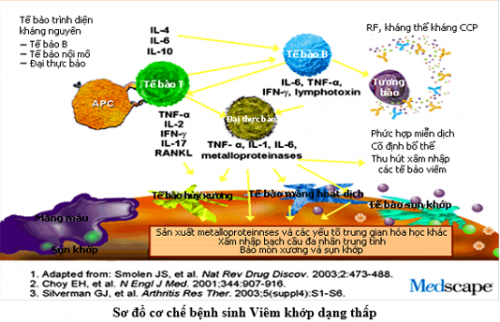 Tế bào trình diện
kháng nguyên
— Tế bào B
— Tế bào nội mô
— Đại thực bào
IL-4
IL-6
IL-10
Tế bào B
RF, kháng thể kháng CCP
APC
Tế bào T
IL-6, TNF-α,
IFN-γ, lymphotoxin
Tương
bào
TNF-α
IL-2
IFN-γ
IL-17
RANKL
Đại thực bào
TNF- α, IL-1, IL-6,
metalloproteinases
Phức hợp miễn dịch
Cố định bổ thể
Thu hút xâm nhập
các tế bào viêm
Tế bào hủy xương
Tế bào màng hoạt dịch
Tế bào sụn khớp
Màng máu
Sụn khớp
Sản xuất metalloproteinnses và các yếu tố trung gian hóa học khác
Xâm nhập bạch cầu đa nhân trung tính
Bào mòn xương và sụn khớp
1. Adapted from: Smolen JS, et al. Nat Rev Drug Discov. 2003;2:473-488.
2. Choy EH, et al. N Engl J Med. 2001;344:907-916.
3. Silverman GJ, et al. Arthritis Res Ther. 2003;5(suppl4):S1-S6.
Medscape
Sơ đồ cơ chế bệnh sinh Viêm khớp dạng thấp